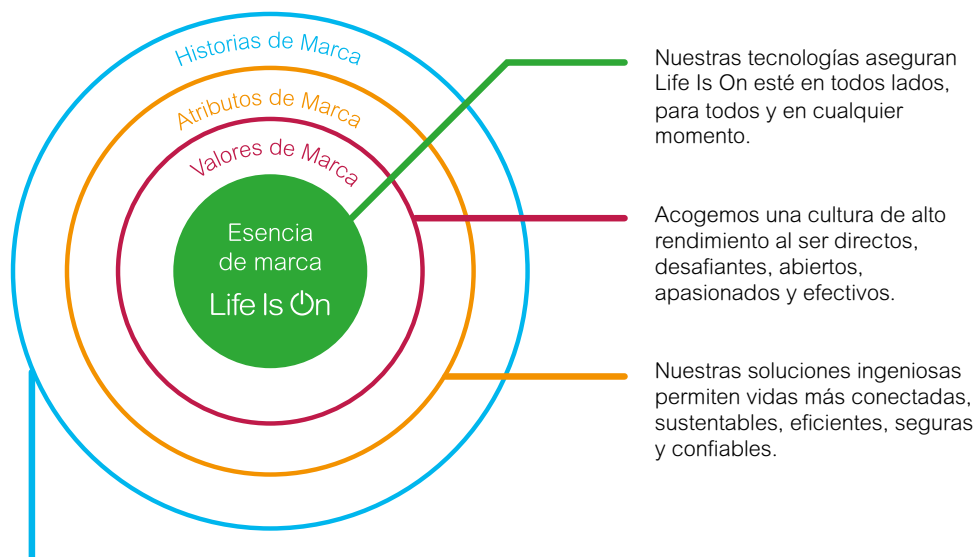 Historias de Marca
Atributos de Marca
Valores de Marca
Esencia
de marca
Life Is On
Nuestras tecnologías aseguran
Life Is On esté en todos lados,
para todos y en cualquier
momento.
Acogemos una cultura de alto
rendimiento al ser directos,
desafiantes, abiertos,
apasionados y efectivos.
Nuestras soluciones ingeniosas
permiten vidas más conectadas,
sustentables, eficientes, seguras
y confiables.